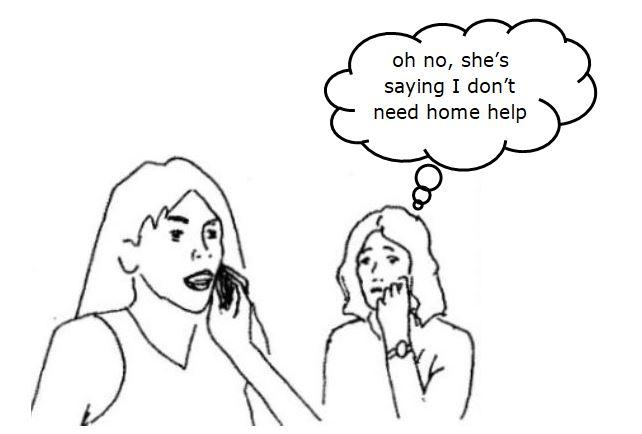 oh no, she’s
saying I don’t
need home help